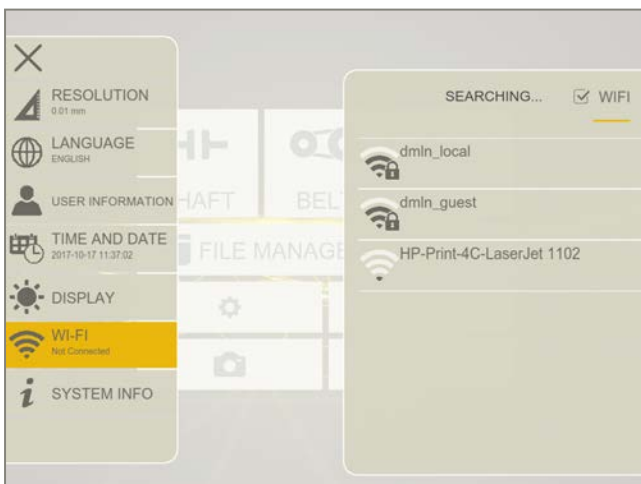 RESOLUTION
0.01 mm
LANGUAGE
ENGLISH
USER INFORMATION
TIME AND DATE
2017-10-17 11:37:02
DISPLAY
WI-FI
Not Connected
SYSTEM INFO
HAFT
BEL
FILE MANAGE
SEARCHING...
WIFI
dmln_local
dmln_guest
HP-Print-4C-LaserJet 1102